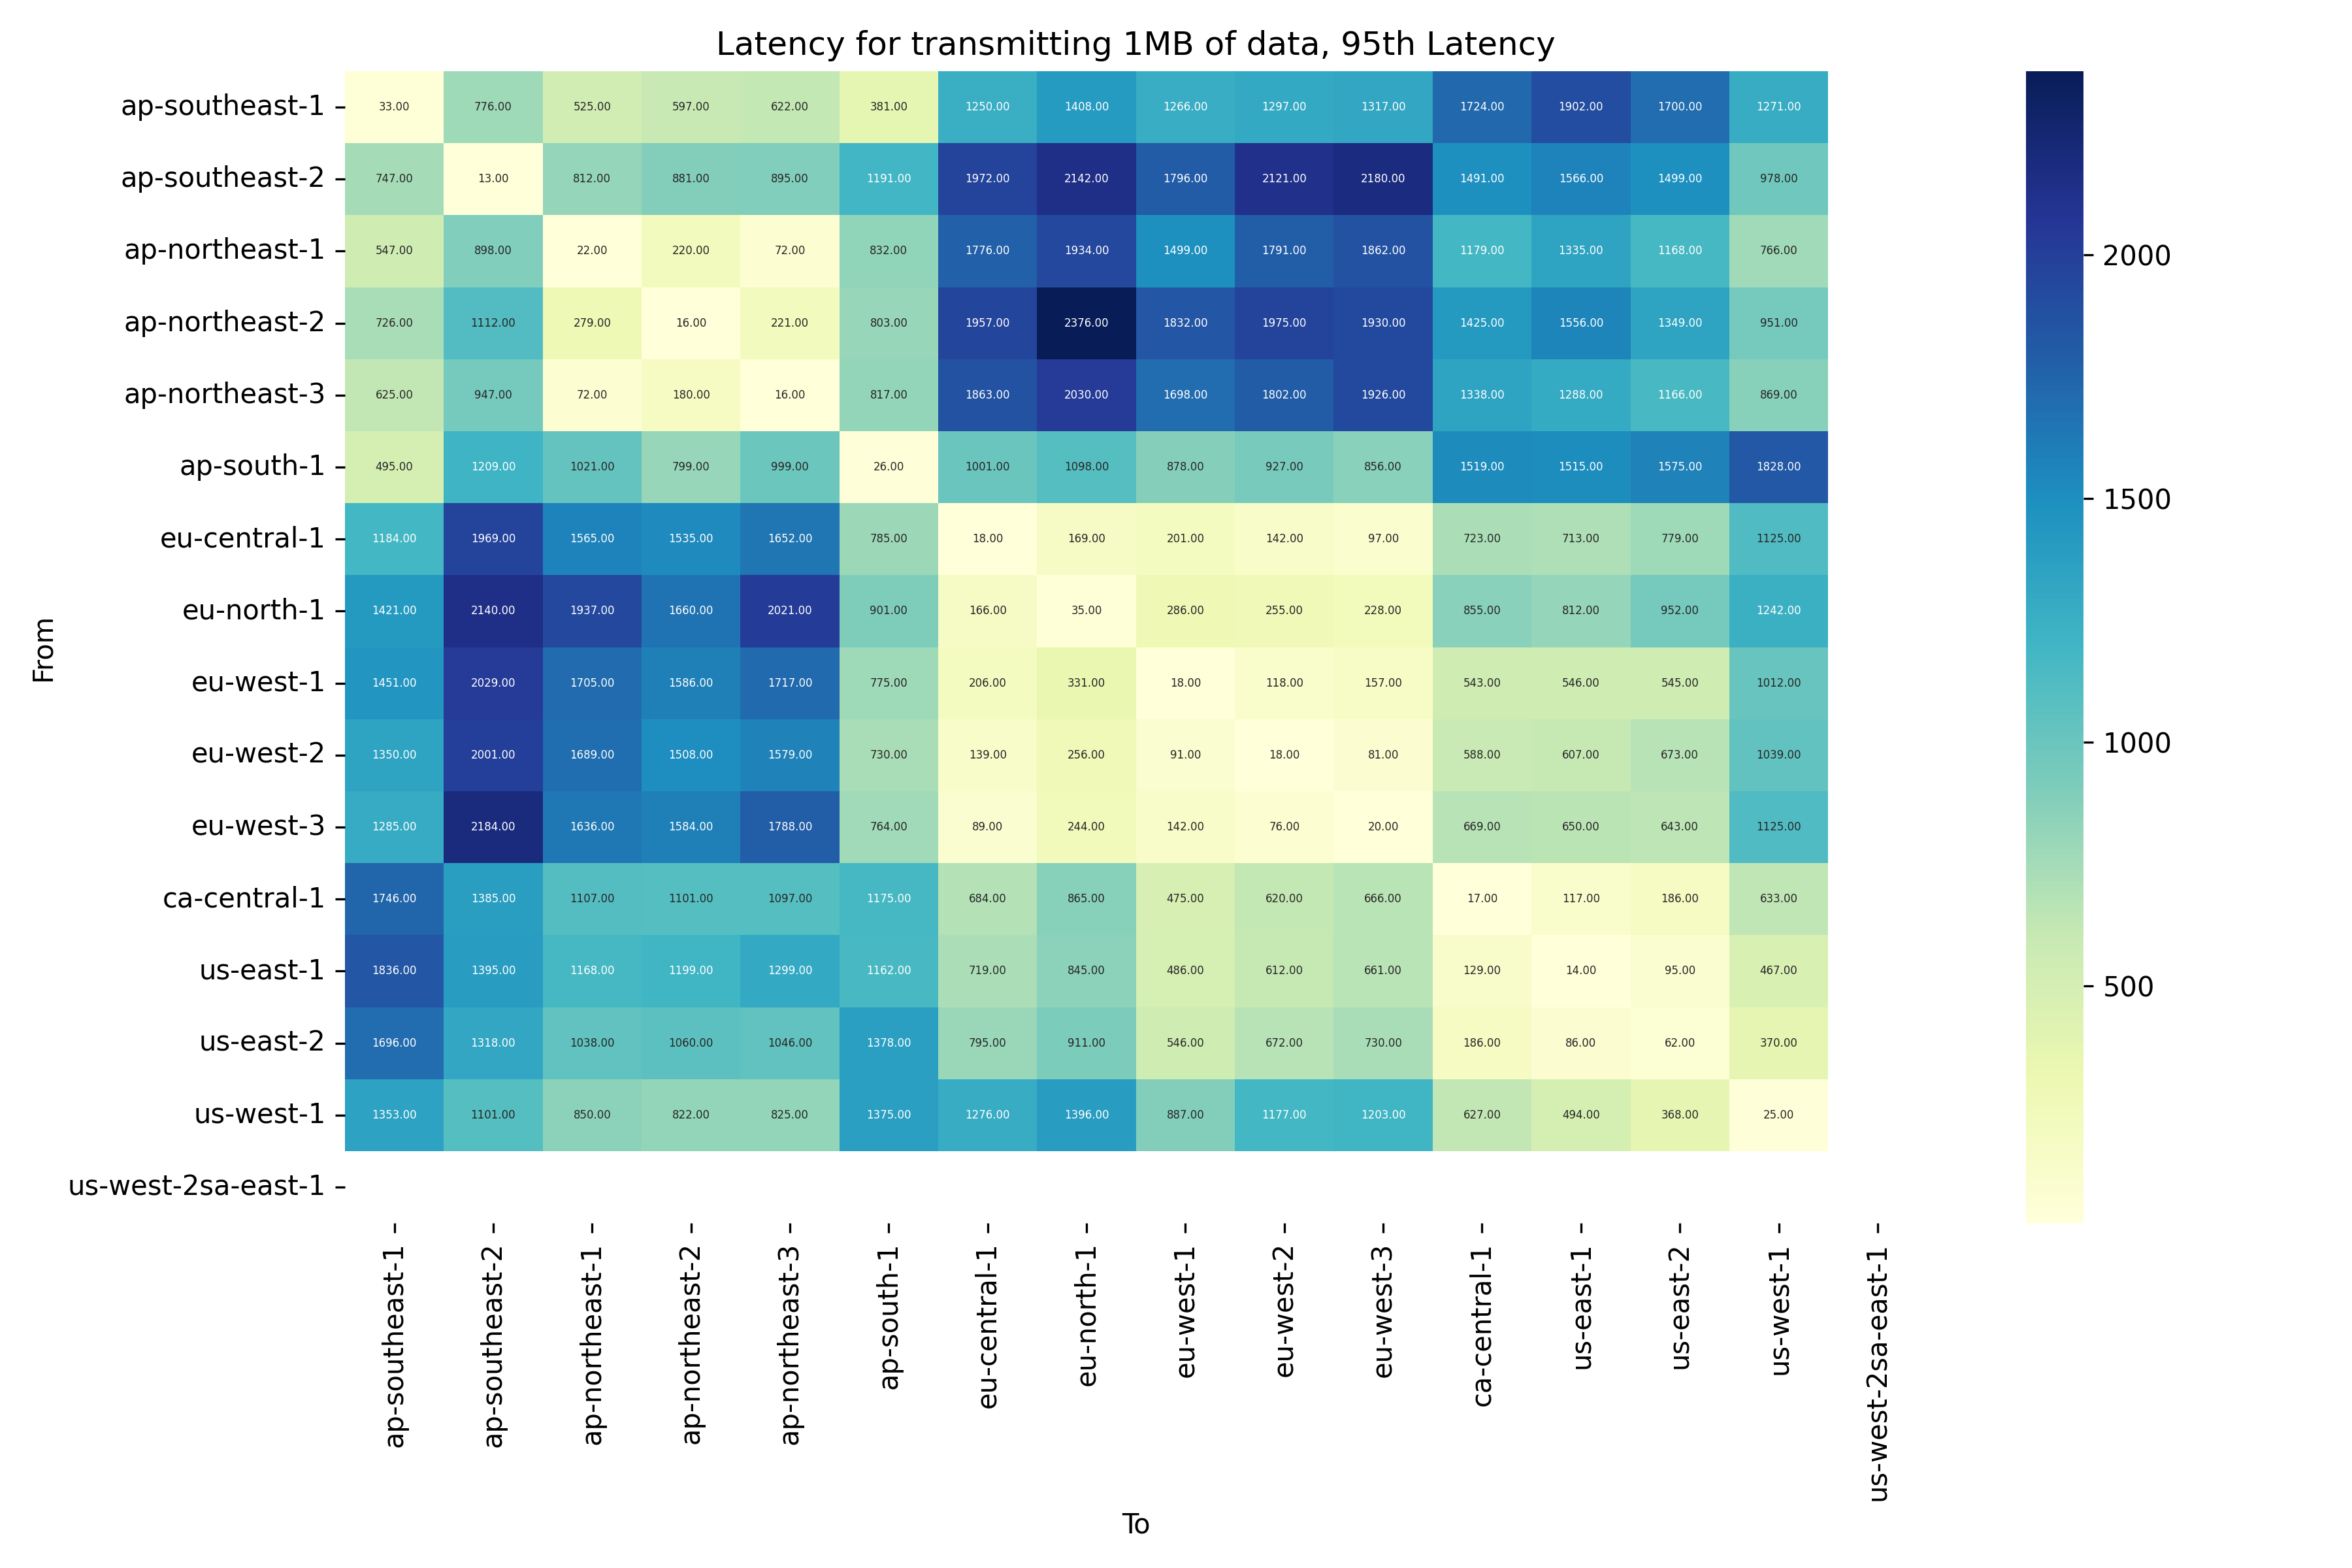 Latency for transmitting 1MB of data, 95th Latency
ap-southeast-1 33.00 776.00 525.00 597.00 622.00 381.00 1250.00 1408.00 1266.00 1297.00 1317.00 1724.00 1902.00 1700.00 1271.00
ap-southeast-2 747.00 13.00 812.00 881.00 895.00 1191.00 1972.00 2142.00 1796.00 2121.00 2180.00 1491.00 1566.00 1499.00 978.00
ap-northeast-1 547.00 898.00 22.00 220.00 72.00 832.00 1776.00 1934.00 1499.00 1791.00 1862.00 1179.00 1335.00 1168.00 766.00
ap-northeast-2 726.00 1112.00 279.00 16.00 221.00 803.00 1957.00 2376.00 1832.00 1975.00 1930.00 1425.00 1556.00 1349.00 951.00
ap-northeast-3 625.00 947.00 72.00 180.00 16.00 817.00 1863.00 2030.00 1698.00 1802.00 1926.00 1338.00 1288.00 1166.00 869.00
ap-south-1 495.00 1209.00 1021.00 799.00 999.00 26.00 1001.00 1098.00 878.00 927.00 856.00 1519.00 1515.00 1575.00 1828.00
eu-central-1 1184.00 1969.00 1565.00 1535.00 1652.00 785.00 18.00 169.00 201.00 142.00 97.00 723.00 713.00 779.00 1125.00
eu-north-1 1421.00 2140.00 1937.00 1660.00 2021.00 901.00 166.00 35.00 286.00 255.00 228.00 855.00 812.00 952.00 1242.00
eu-west-1 1451.00 2029.00 1705.00 1586.00 1717.00 775.00 206.00 331.00 18.00 118.00 157.00 543.00 546.00 545.00 1012.00
eu-west-2 1350.00 2001.00 1689.00 1508.00 1579.00 730.00 139.00 256.00 91.00 18.00 81.00 588.00 607.00 673.00 1039.00
eu-west-3 1285.00 2184.00 1636.00 1584.00 1788.00 764.00 89.00 244.00 142.00 76.00 20.00 669.00 650.00 643.00 1125.00
ca-central-1 1746.00 1385.00 1107.00 1101.00 1097.00 1175.00 684.00 865.00 475.00 620.00 666.00 17.00 117.00 186.00 633.00
us-east-1 1836.00 1395.00 1168.00 1199.00 1299.00 1162.00 719.00 845.00 486.00 612.00 661.00 129.00 14.00 95.00 467.00
us-east-2 1696.00 1318.00 1038.00 1060.00 1046.00 1378.00 795.00 911.00 546.00 672.00 730.00 186.00 86.00 62.00 370.00
us-west-1 1353.00 1101.00 850.00 822.00 825.00 1375.00 1276.00 1396.00 887.00 1177.00 1203.00 627.00 494.00 368.00 25.00
us-west-2sa-east-1
From
ap-southeast-1
ap-southeast-2
ap-northeast-1
ap-northeast-2
ap-northeast-3
ap-south-1
eu-central-1
eu-north-1
eu-west-1
eu-west-2
eu-west-3
ca-central-1
us-east-1
us-east-2
us-west-1
us-west-2sa-east-1
To
2000
1500
1000
500